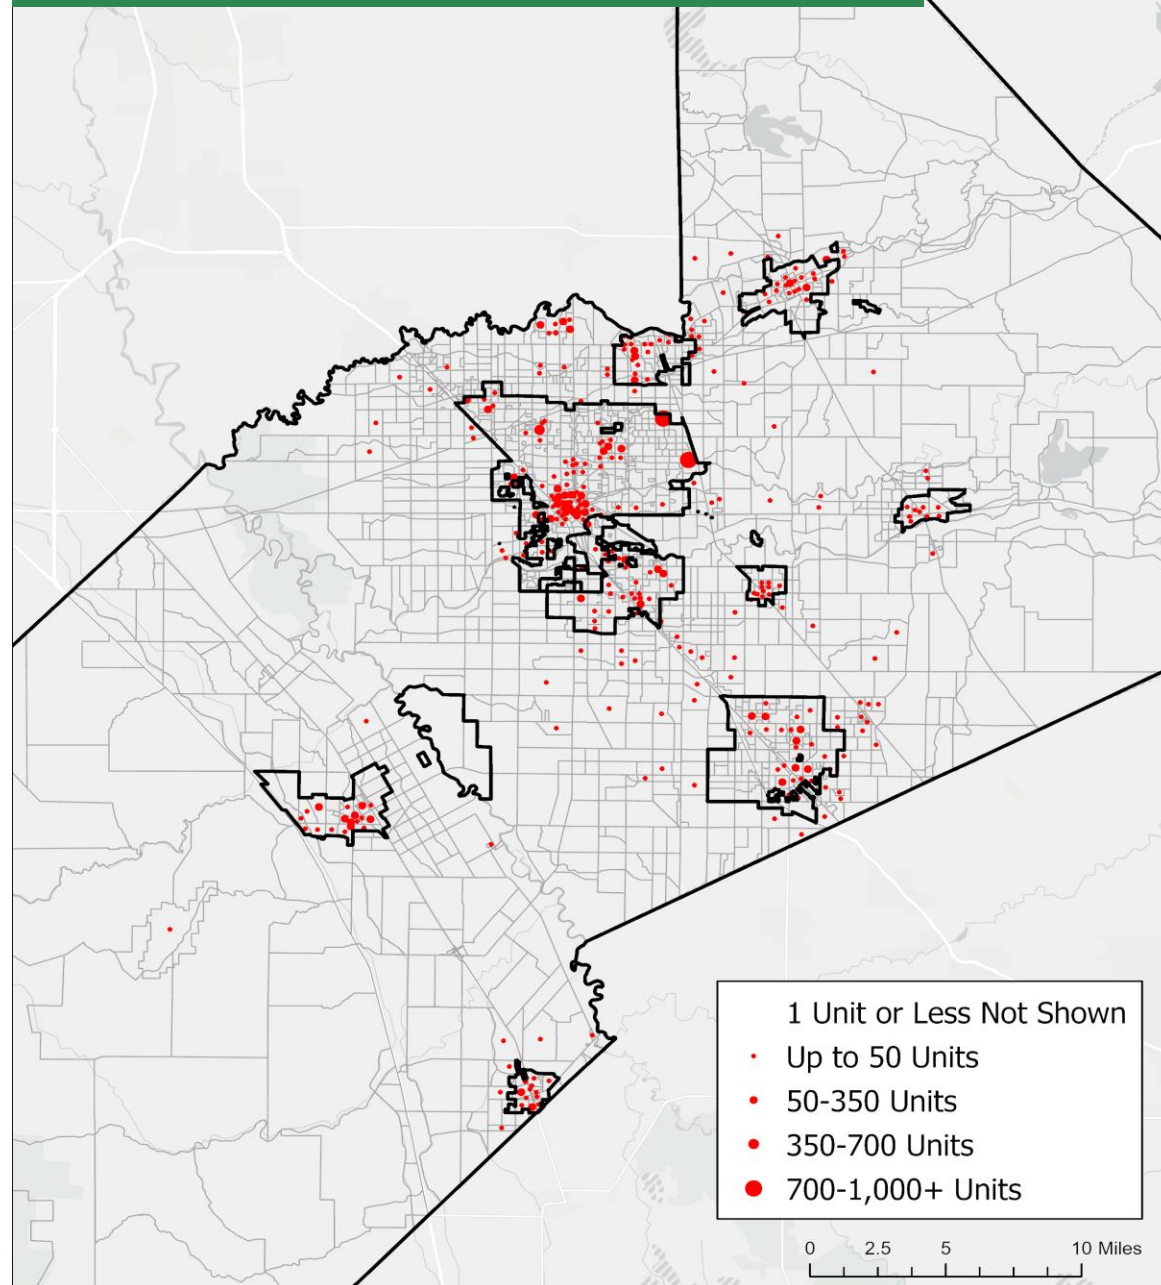 1 Unit or Less Not Shown
Up to 50 Units
50-350 Units
350-700 Units
700-1,000+ Units
0 2.5 5 10 Miles